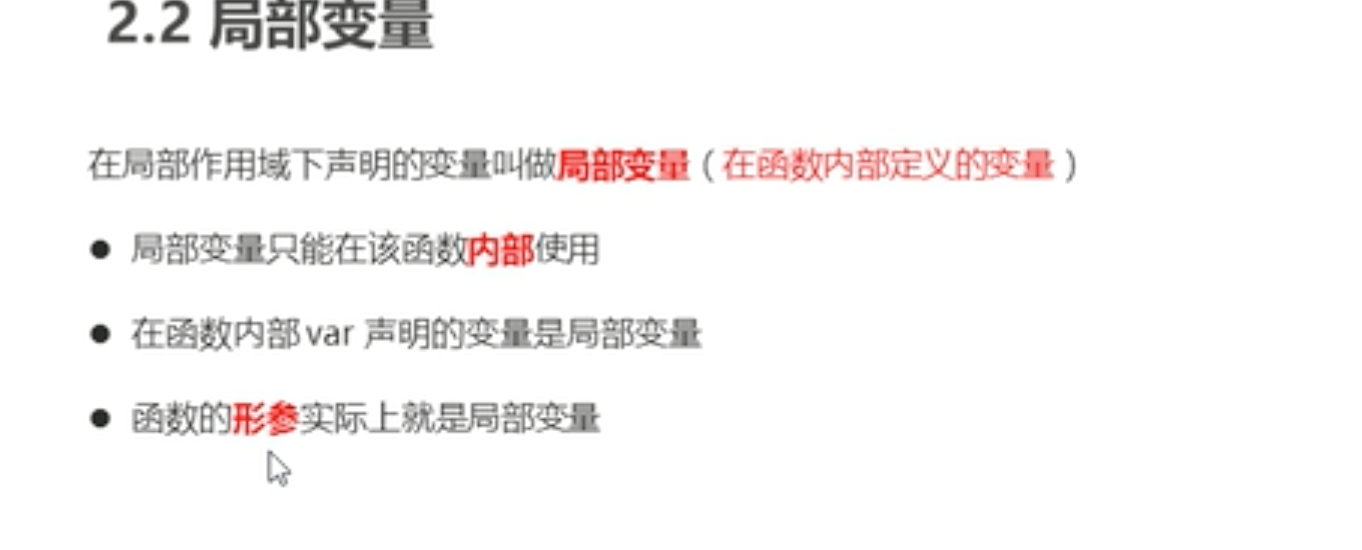 2.2 局部变量
在局部作用域下声明的变量叫做局部变量（在函数内部定义的变量）
● 局部变量只能在该函数内部使用
● 在函数内部 var 声明的变量是局部变量
● 函数的形参实际上就是局部变量